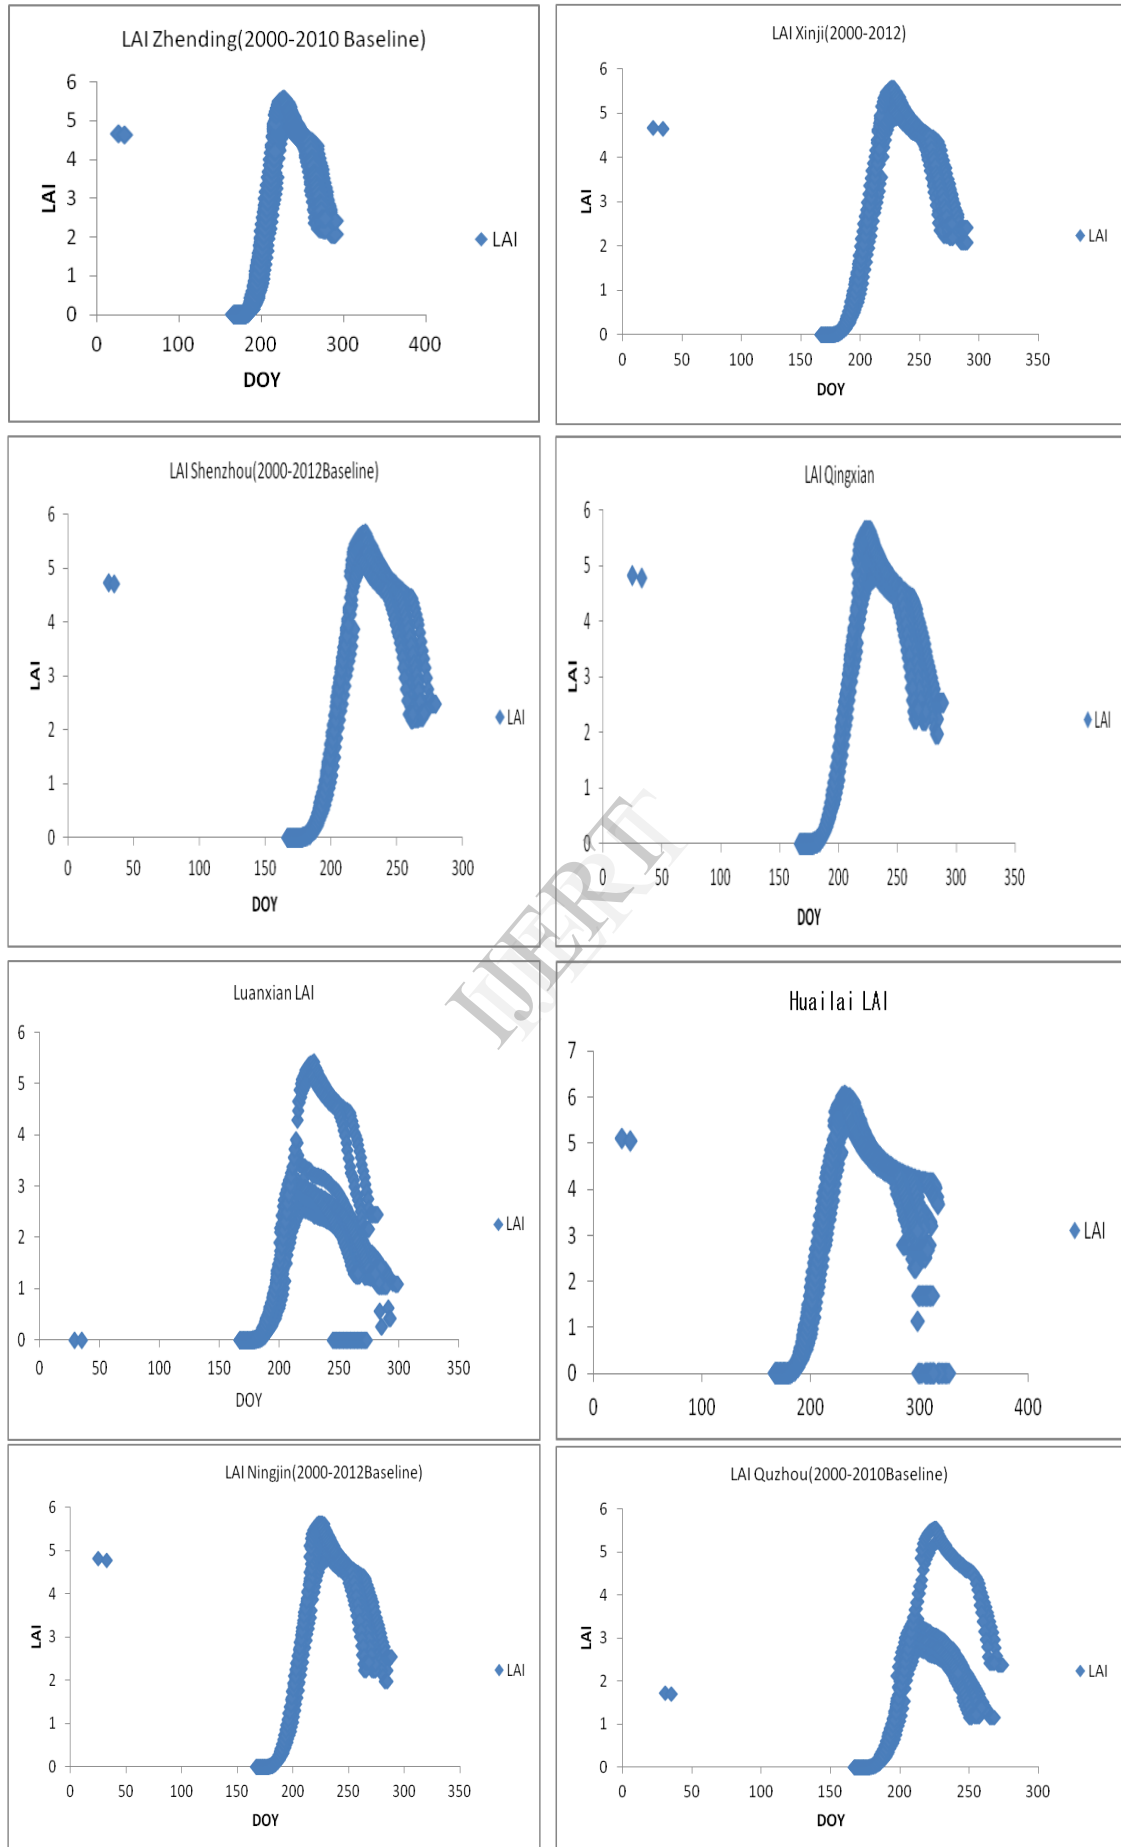 LAI Zhending(2000-2010 Baseline)
6
5
4
3
2
1
0
LAI
0 100 200 300 400
DOY
LAI
LAI Xinji(2000-2012)
6
5
4
3
2
1
0
LAI
0 50 100 150 200 250 300 350
DOY
LAI
LAI Shenzhou(2000-2012Baseline)
6
5
4
3
2
1
0
LAI
0 50 100 150 200 250 300
DOY
LAI
LAI Qingxian
6
5
4
3
2
1
0
LAI
0 50 100 150 200 250 300 350
DOY
LAI
IJERT
Luanxian LAI
6
5
4
3
2
1
0
0 50 100 150 200 250 300 350
DOY
LAI
Huailai LAI
7
6
5
4
3
2
1
0
0 100 200 300 400
LAI
LAI Ningjin(2000-2012Baseline)
6
5
4
3
2
1
0
LAI
0 50 100 150 200 250 300 350
DOY
LAI
LAI Quzhou(2000-2010Baseline)
6
5
4
3
2
1
0
LAI
0 50 100 150 200 250 300
DOY
LAI